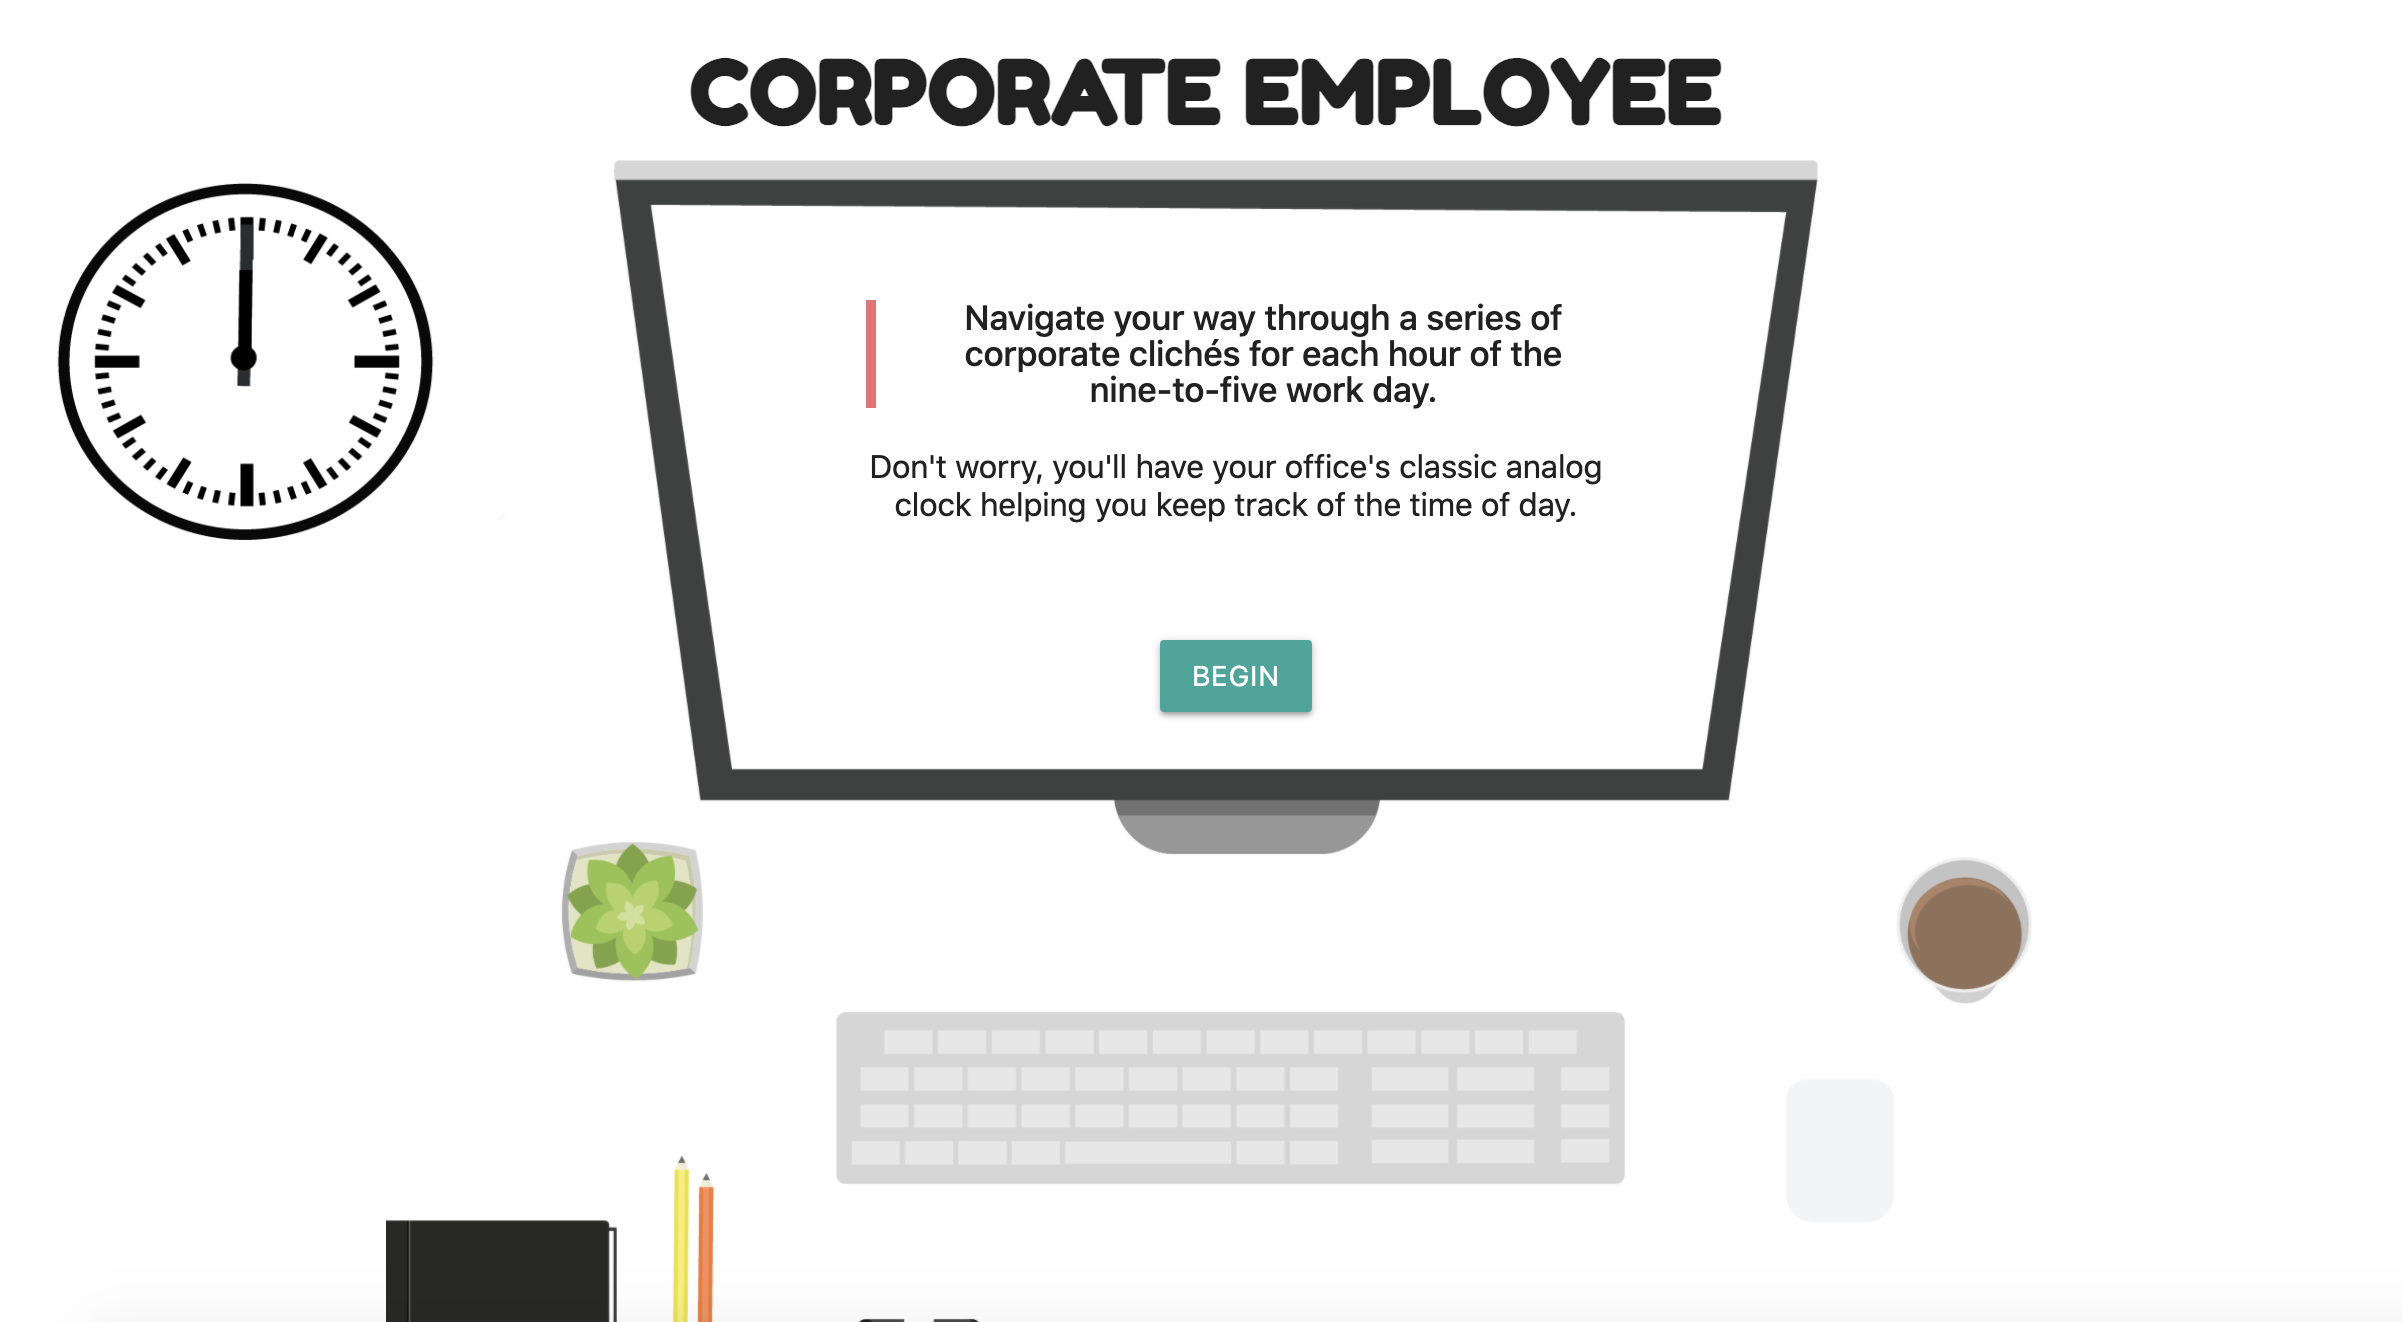 CORPORATE EMPLOYEE
Navigate your way through a series of
corporate clichés for each hour of the
nine-to-five work day.
Don't worry, you'll have your office's classic analog
clock helping you keep track of the time of day.
BEGIN